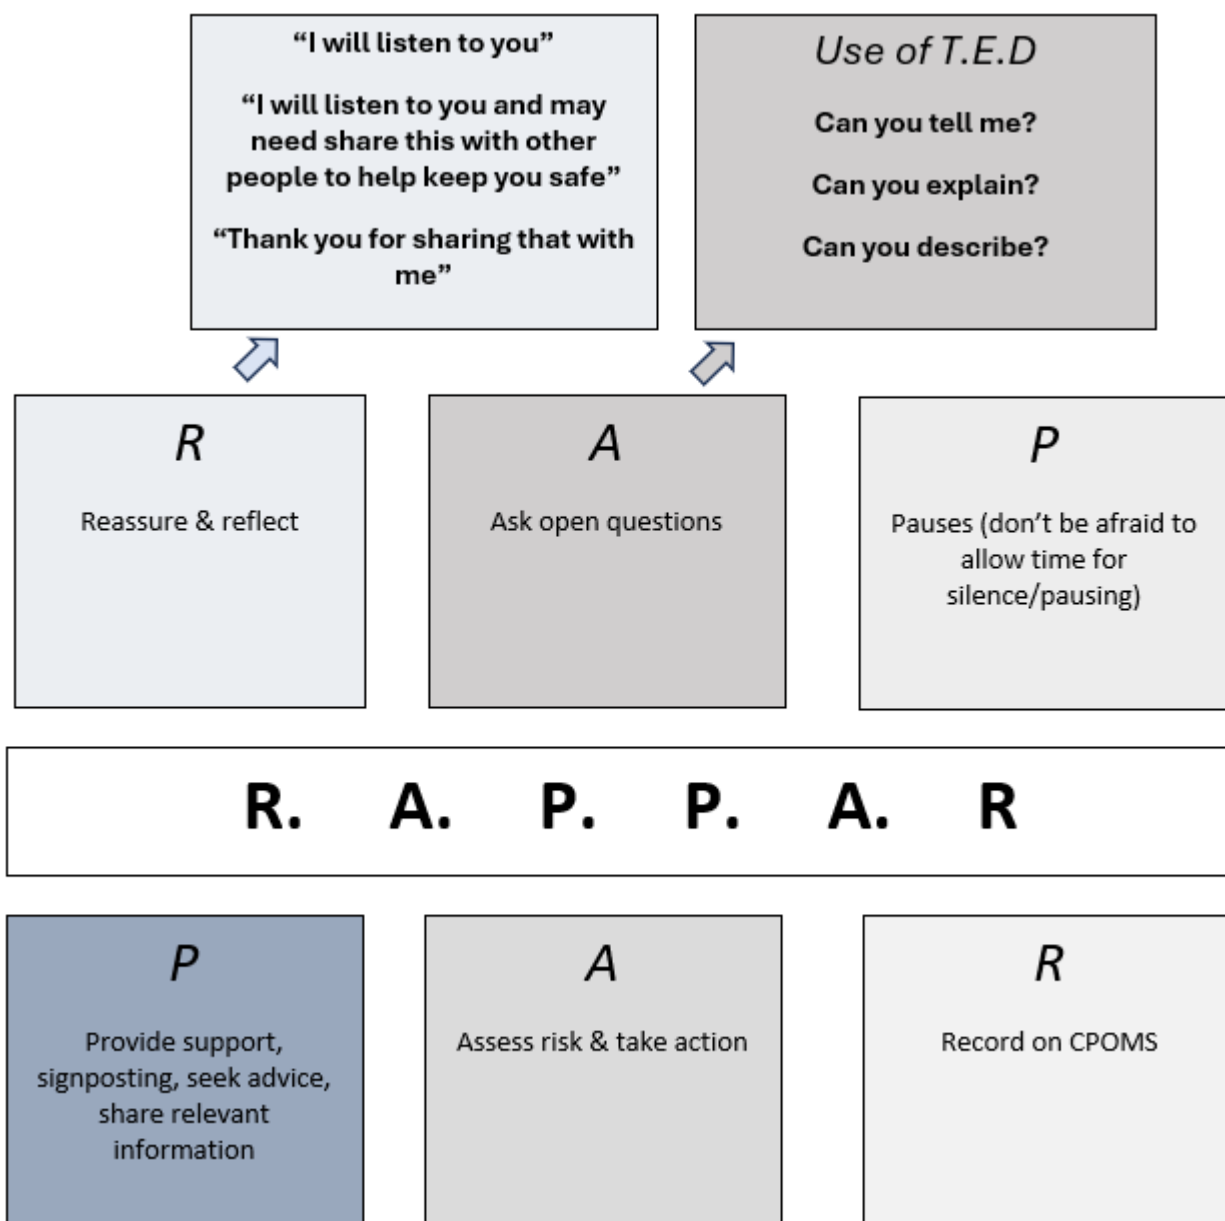 “I will listen to you”
“I will listen to you and may
need share this with other
people to help keep you safe”
“Thank you for sharing that with
me”
Use of T.E.D
Can you tell me?
Can you explain?
Can you describe?
R
Reassure & reflect
A
Ask open questions
P
Pauses (don’t be afraid to
allow time for
silence/pausing)
R. A. P. P. A. R
P
Provide support,
signposting, seek advice,
share relevant
information
A
Assess risk & take action
R
Record on CPOMS